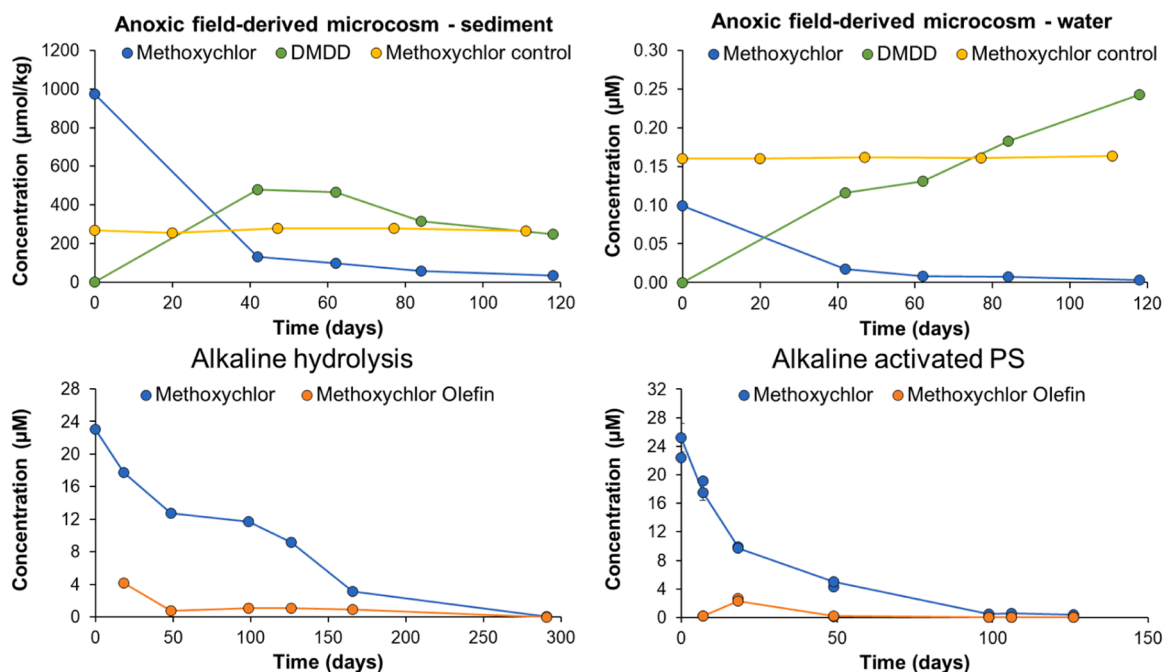 Anoxic field-derived microcosm - sediment
Methoxychlor DMDD Methoxychlor control
Concentration (µmol/kg)
1200
1000
800
600
400
200
0
0 20 40 60 80 100 120
Time (days)
Anoxic field-derived microcosm - water
Methoxychlor DMDD Methoxychlor control
Concentration (µM)
0.30
0.25
0.20
0.15
0.10
0.05
0.00
0 20 40 60 80 100 120
Time (days)
Alkaline hydrolysis
Methoxychlor Methoxychlor Olefin
Concentration (µM)
28
24
20
16
12
8
4
0
0 50 100 150 200 250 300
Time (days)
Alkaline activated PS
Methoxychlor Methoxychlor Olefin
Concentration (µM)
32
28
24
20
16
12
8
4
0
0 50 100 150
Time (days)